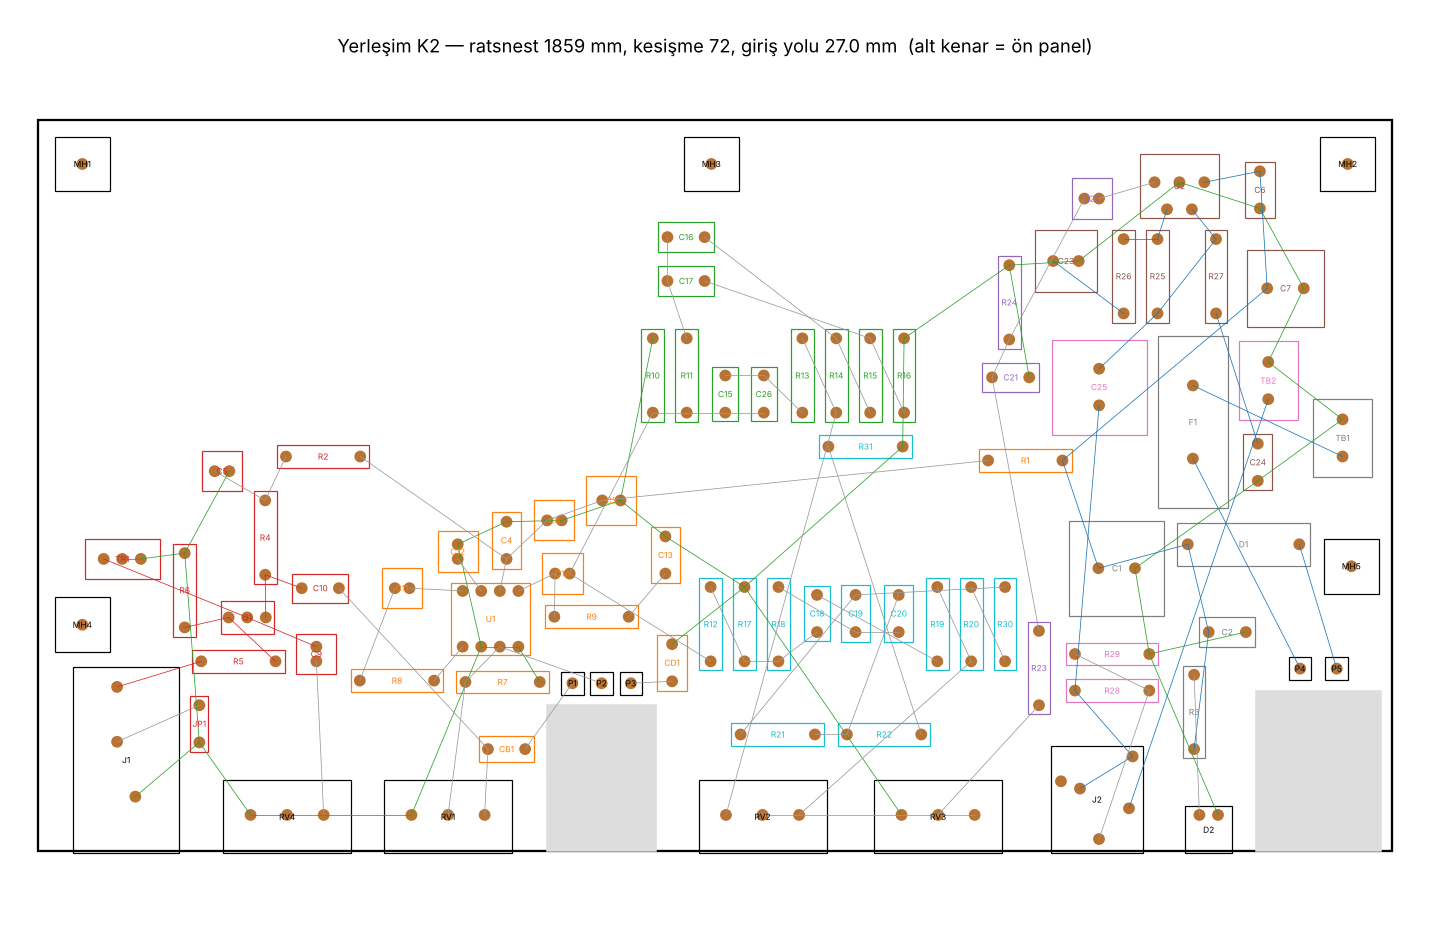 Yerleşim K2 — ratsnest 1859 mm, kesişme 72, giriş yolu 27.0 mm (alt kenar = ön panel)
MH1
MH3
MH2
C6
C16
C23
C17
R24
R26
R25
R27
C7
R10
R11
C15
C26
R13
R14
R15
R16
C21
C25
TB2
F1
TB1
R31
R2
R1
C24
R4
C4
C13
D1
C1
MH5
R6
C10
U1
R9
R12
R17
R18
C18
C19
C20
R19
R20
R30
MH4
C2
R5
CD1
R29
R23
R28
P4
P5
R8
R7
P1
P2
P3
R3
JP1
R21
R22
CB1
J1
J2
RV4
RV1
RV2
RV3
D2